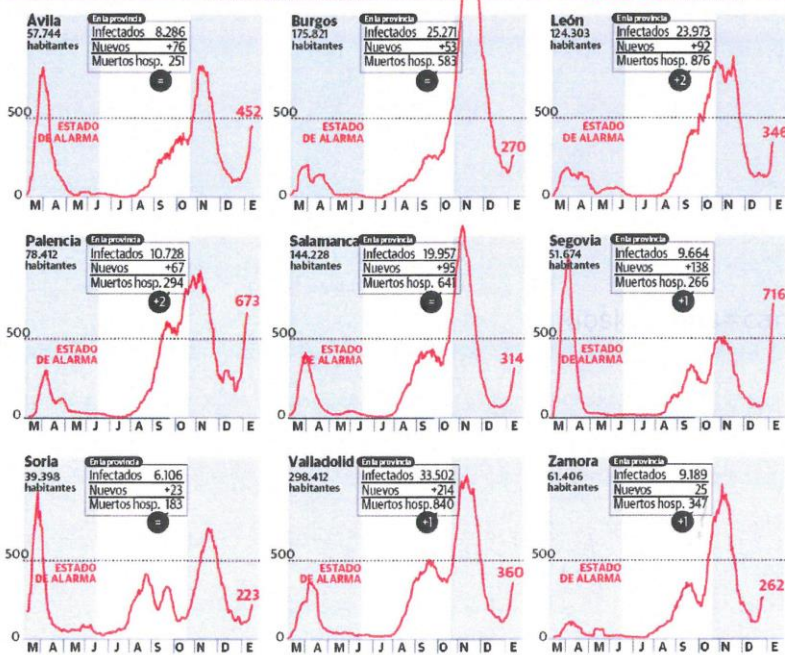 Ávila
57.744
habitantes
En la provincia
Infectados 8.286
Nuevos +76
Muertos hosp. 251
=
500
ESTADO
DE ALARMA
452
0
M A M J J A S O N D E
Burgos
175.821
habitantes
En la provincia
Infectados 25.271
Nuevos +53
Muertos hosp. 583
=
500
ESTADO
DE ALARMA
270
0
M A M J J A S O N D E
León
124.303
habitantes
En la provincia
Infectados 23.973
Nuevos +92
Muertos hosp. 876
+2
500
ESTADO
DE ALARMA
346
0
M A M J J A S O N D E
Palencia
78.412
habitantes
En la provincia
Infectados 10.728
Nuevos +67
Muertos hosp. 294
+2
500
ESTADO
DE ALARMA
673
0
M A M J J A S O N D E
Salamanca
144.228
habitantes
En la provincia
Infectados 19.957
Nuevos +95
Muertos hosp. 641
=
500
ESTADO
DE ALARMA
314
0
M A M J J A S O N D E
Segovia
51.674
habitantes
En la provincia
Infectados 9.664
Nuevos +138
Muertos hosp. 266
+1
500
ESTADO
DE ALARMA
716
0
M A M J J A S O N D E
Soria
39.398
habitantes
En la provincia
Infectados 6.106
Nuevos +23
Muertos hosp. 183
=
500
ESTADO
DE ALARMA
223
0
M A M J J A S O N D E
Valladolid
298.412
habitantes
En la provincia
Infectados 33.502
Nuevos +214
Muertos hosp. 840
+1
500
ESTADO
DE ALARMA
360
0
M A M J J A S O N D E
Zamora
61.406
habitantes
En la provincia
Infectados 9.189
Nuevos 25
Muertos hosp. 347
+1
500
ESTADO
DE ALARMA
262
0
M A M J J A S O N D E